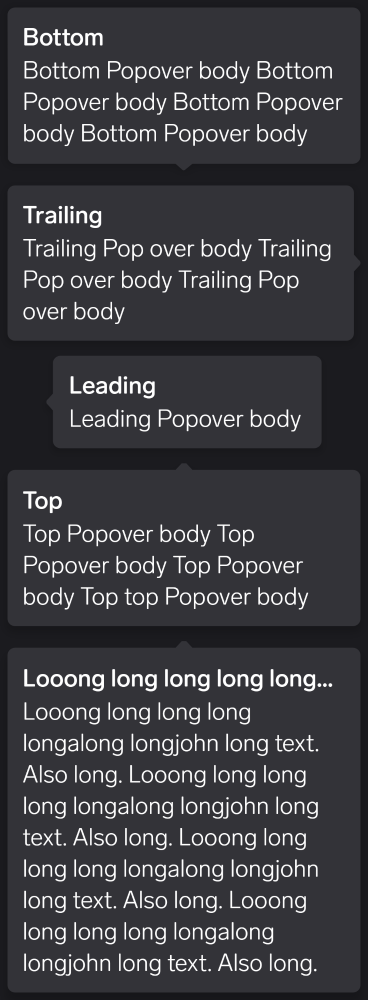 Bottom
Bottom Popover body Bottom
Popover body Bottom Popover
body Bottom Popover body
Trailing
Trailing Pop over body Trailing
Pop over body Trailing Pop
over body
Leading
Leading Popover body
Top
Top Popover body Top
Popover body Top Popover
body Top top Popover body
Looong long long long long...
Looong long long long
longalong longjohn long text.
Also long. Looong long long
long longalong longjohn long
text. Also long. Looong long
long long longalong longjohn
long text. Also long. Looong
long long long longalong
longjohn long text. Also long.